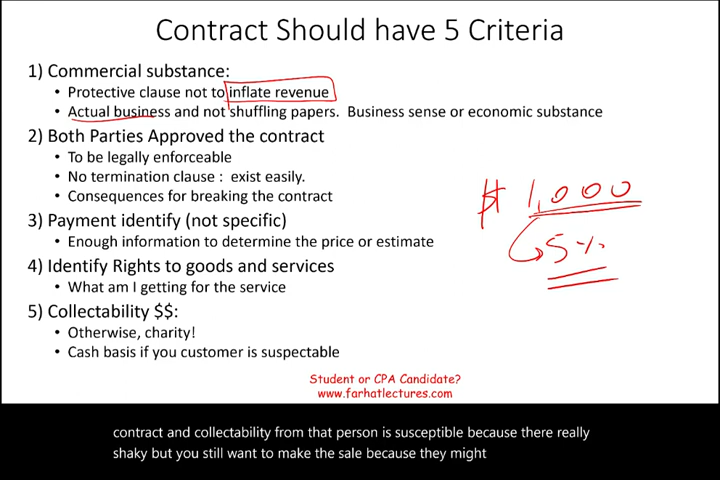 Contract Should have 5 Criteria
1) Commercial substance:
• Protective clause not to inflate revenue
• Actual business and not shuffling papers. Business sense or economic substance
2) Both Parties Approved the contract
• To be legally enforceable
• No termination clause : exist easily.
• Consequences for breaking the contract
3) Payment identify (not specific)
• Enough information to determine the price or estimate
4) Identify Rights to goods and services
• What am I getting for the service
5) Collectability $$:
• Otherwise, charity!
• Cash basis if you customer is suspectable
$ 1,000
5%
Student or CPA Candidate?
www.farhatlectures.com
contract and collectability from that person is susceptible because there really
shaky but you still want to make the sale because they might